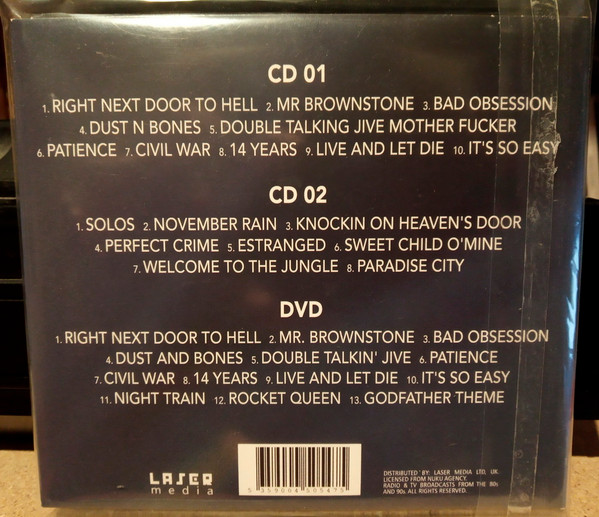 CD 01
1. RIGHT NEXT DOOR TO HELL 2. MR BROWNSTONE 3. BAD OBSESSION
4. DUST N BONES 5. DOUBLE TALKING JIVE MOTHER FUCKER
6. PATIENCE 7. CIVIL WAR 8. 14 YEARS 9. LIVE AND LET DIE 10. IT'S SO EASY
CD 02
1. SOLOS 2. NOVEMBER RAIN 3. KNOCKIN ON HEAVEN'S DOOR
4. PERFECT CRIME 5. ESTRANGED 6. SWEET CHILD O'MINE
7. WELCOME TO THE JUNGLE 8. PARADISE CITY
DVD
1. RIGHT NEXT DOOR TO HELL 2. MR. BROWNSTONE 3. BAD OBSESSION
4. DUST AND BONES 5. DOUBLE TALKIN' JIVE 6. PATIENCE
7. CIVIL WAR 8. 14 YEARS 9. LIVE AND LET DIE 10. IT'S SO EASY
11. NIGHT TRAIN 12. ROCKET QUEEN 13. GODFATHER THEME
LASER
media
DISTRIBUTED BY: LASER MEDIA LTD, UK.
LICENSED FROM NUKU AGENCY.
RADIO & TV BROADCASTS FROM THE 80s
AND 90s. ALL RIGHTS RESERVED.